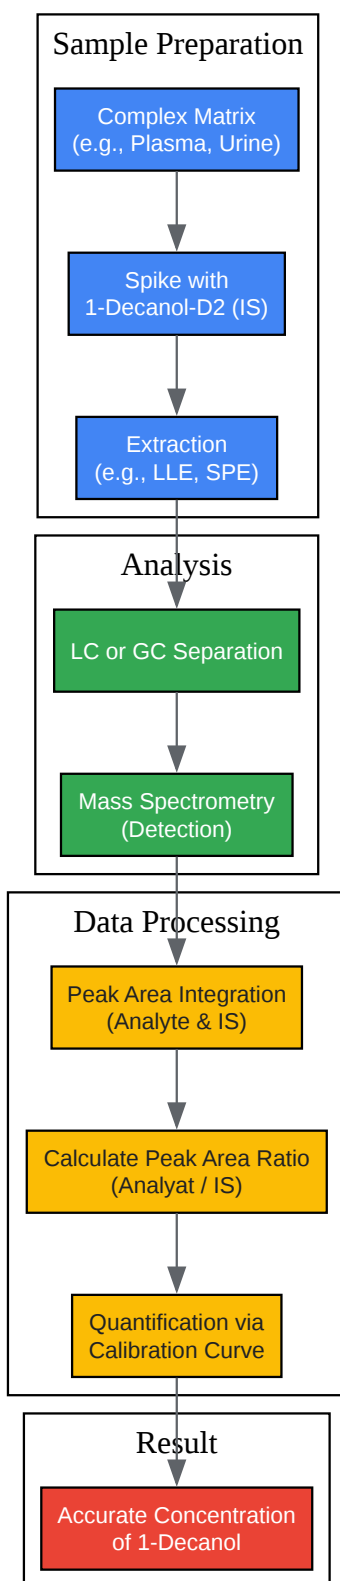 Sample Preparation
Complex Matrix
(e.g., Plasma, Urine)
Spike with
1-Decanol-D2 (IS)
Extraction
(e.g., LLE, SPE)
Analysis
LC or GC Separation
Mass Spectrometry
(Detection)
Data Processing
Peak Area Integration
(Analyte & IS)
Calculate Peak Area Ratio
(Analyat / IS)
Quantification via
Calibration Curve
Result
Accurate Concentration
of 1-Decanol